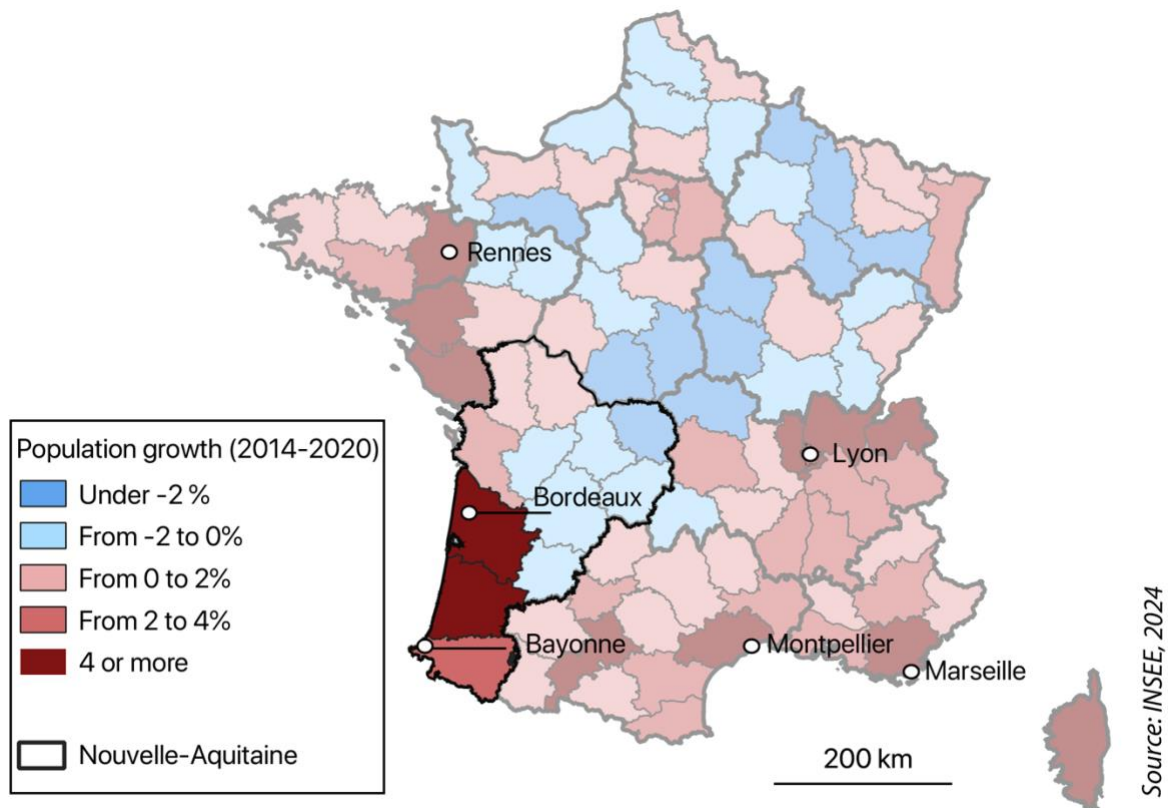 Rennes
Population growth (2014-2020)
Under -2 %
From -2 to 0%
From 0 to 2%
From 2 to 4%
4 or more
Nouvelle-Aquitaine
Lyon
Bordeaux
Bayonne
Montpellier
Marseille
200 km
Source: INSEE, 2024